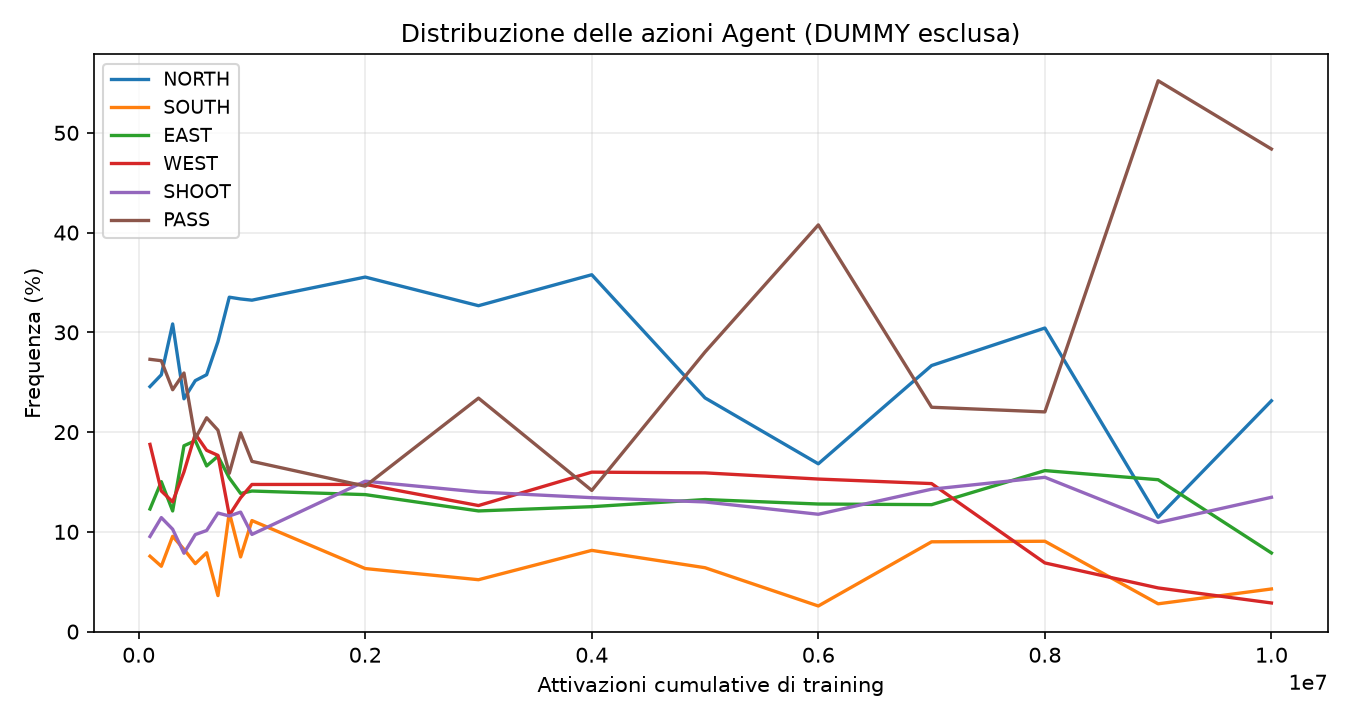 Distribuzione delle azioni Agent (DUMMY esclusa)
NORTH
SOUTH
EAST
WEST
SHOOT
PASS
Frequenza (%)
50
40
30
20
10
0
0.0
0.2
0.4
0.6
0.8
1.0
1e7
Attivazioni cumulative di training